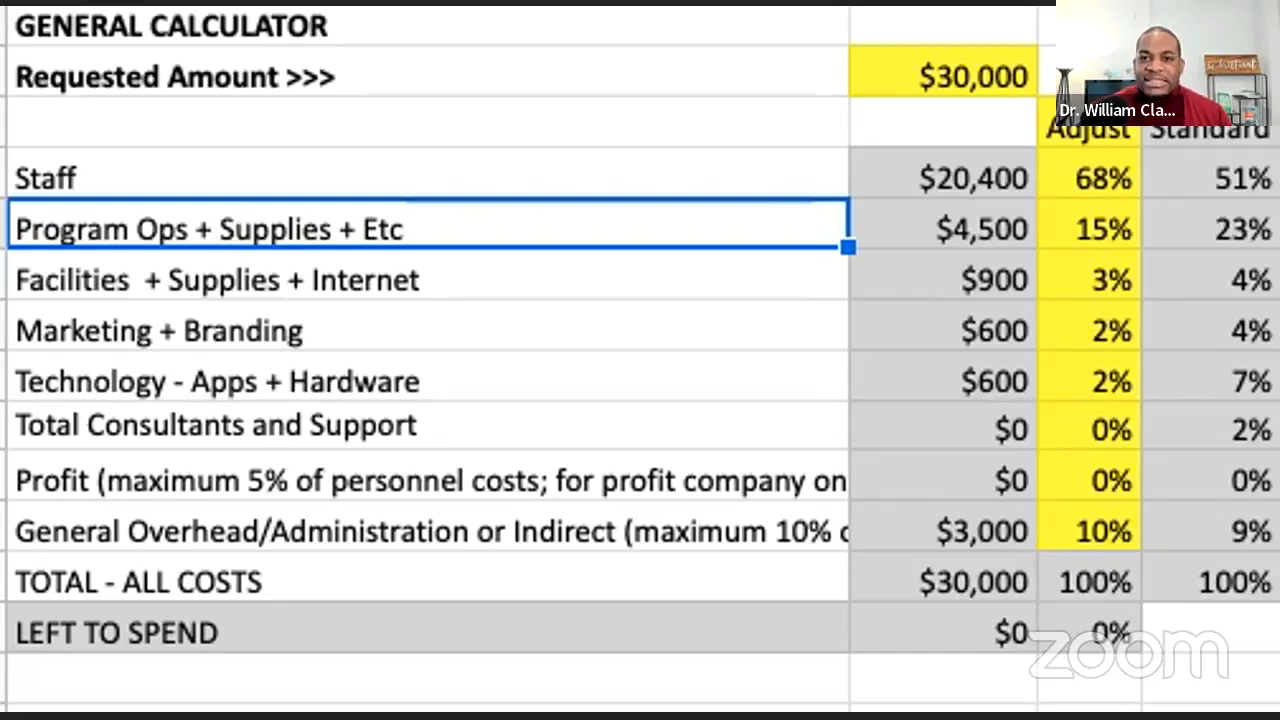 GENERAL CALCULATOR
Requested Amount >>> $30,000
be brilliant
Dr. William Cla...
Adjust Standard
Staff $20,400 68% 51%
Program Ops + Supplies + Etc $4,500 15% 23%
Facilities + Supplies + Internet $900 3% 4%
Marketing + Branding $600 2% 4%
Technology - Apps + Hardware $600 2% 7%
Total Consultants and Support $0 0% 2%
Profit (maximum 5% of personnel costs; for profit company on $0 0% 0%
General Overhead/Administration or Indirect (maximum 10% $3,000 10% 9%
TOTAL - ALL COSTS $30,000 100% 100%
LEFT TO SPEND $0 0%
zoom